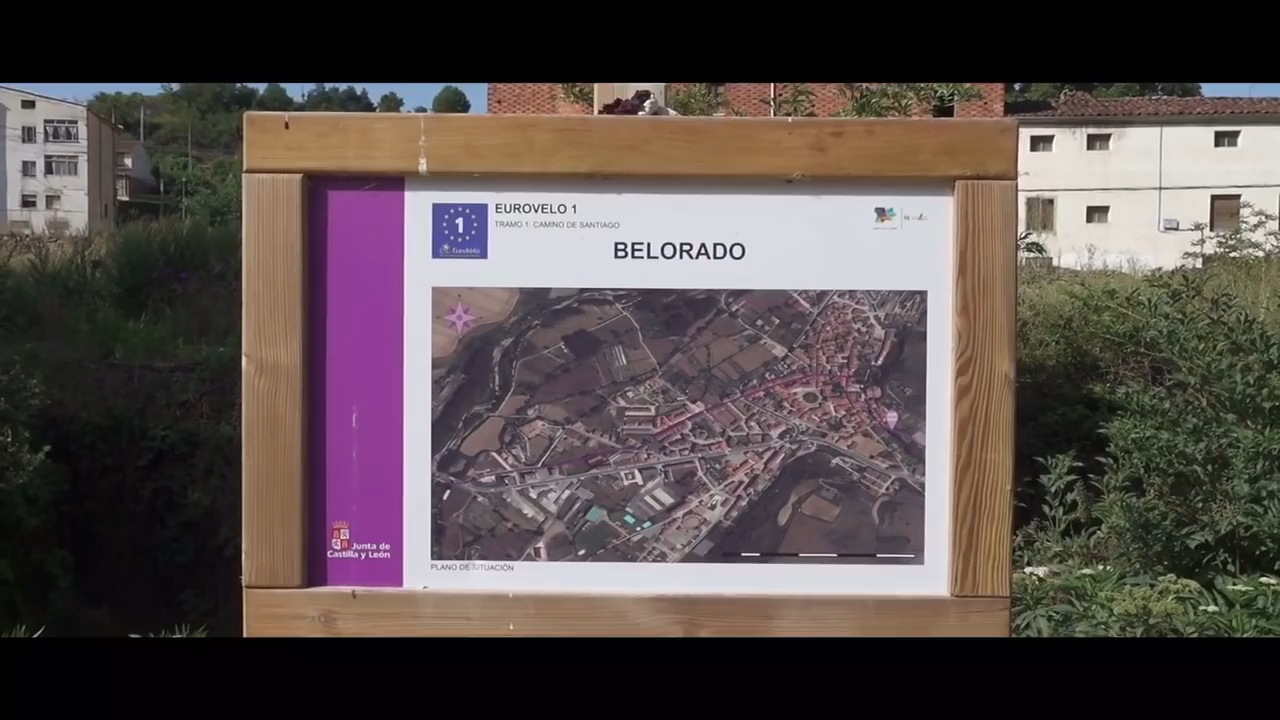 EUROVELO 1
TRAMO 1: CAMINO DE SANTIAGO
1
EuroVelo
BELORADO
Junta de
Castilla y León
PLANO DE SITUACIÓN